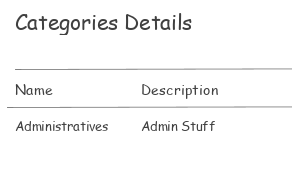 Categories Details
Name Description
Administratives Admin Stuff